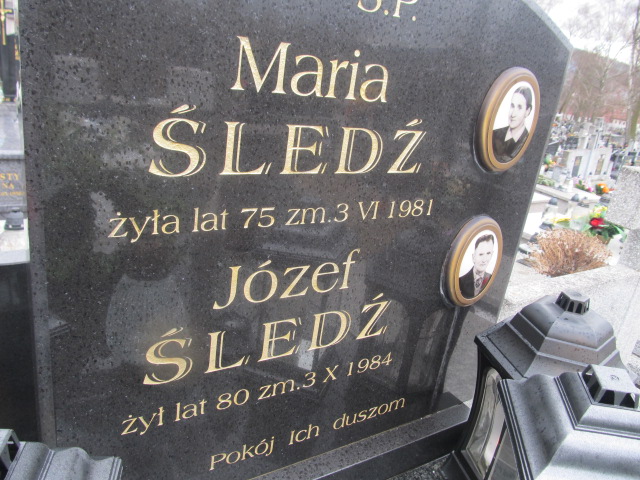 Ś.P.
Maria
ŚLEDŹ
żyła lat 75 zm.3 VI 1981
Józef
ŚLEDŹ
żył lat 80 zm.3 X 1984
Pokój Ich duszom